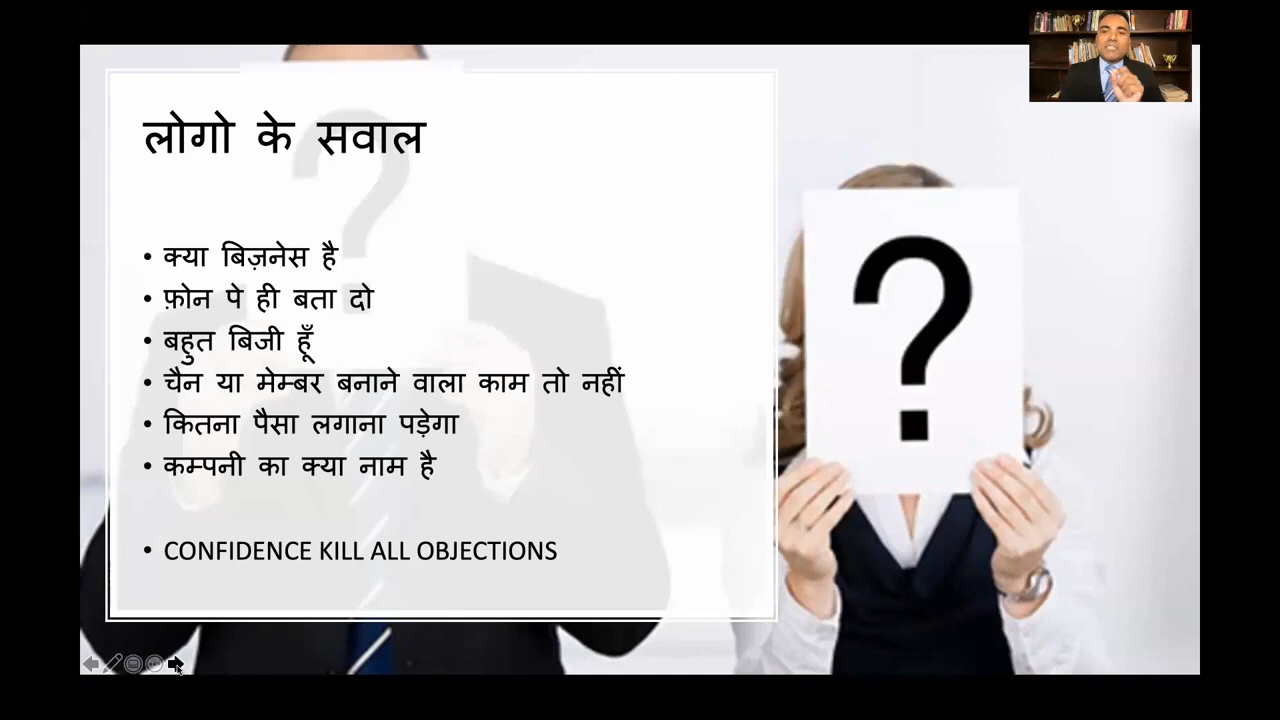 लोगो के सवाल
• क्या बिज़नेस है
• फ़ोन पे ही बता दो
• बहुत बिजी हूँ
• चैन या मेम्बर बनाने वाला काम तो नहीं
• कितना पैसा लगाना पड़ेगा
• कम्पनी का क्या नाम है
• CONFIDENCE KILL ALL OBJECTIONS
?
?